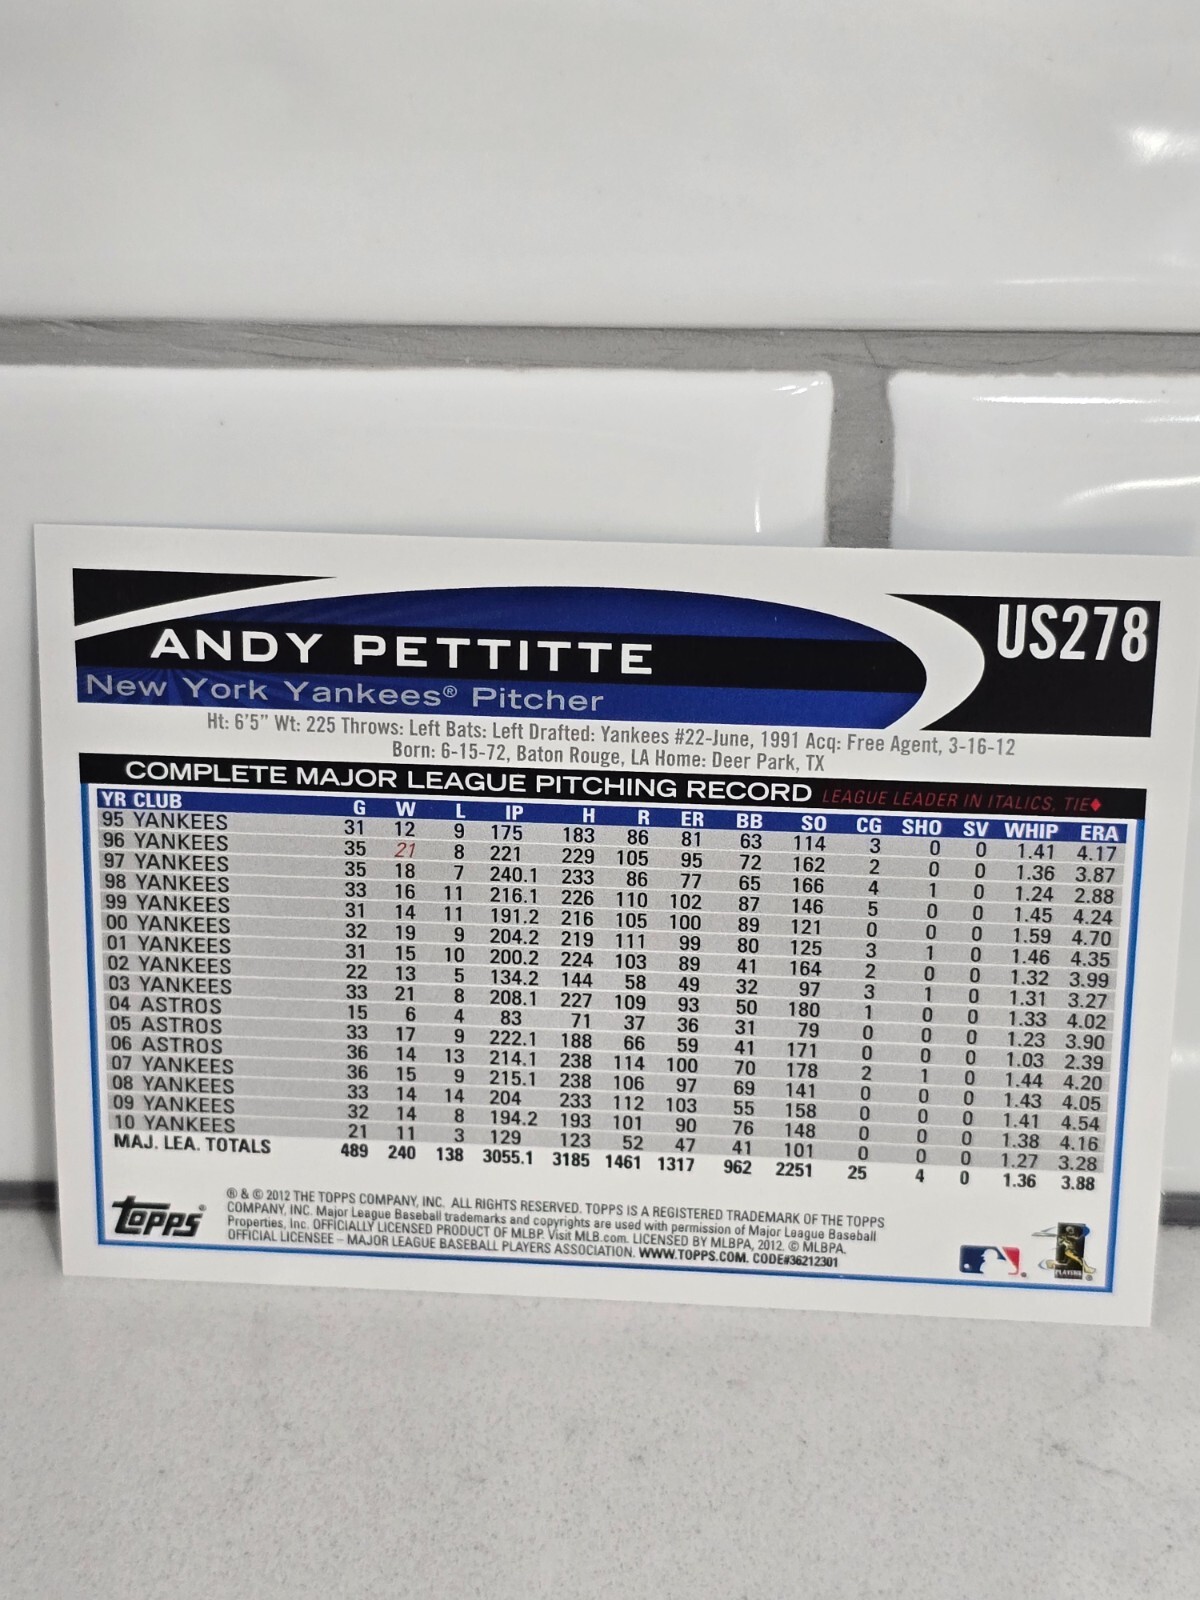 ANDY PETTITTE
US278
New York Yankees® Pitcher
Ht: 6'5" Wt: 225 Throws: Left Bats: Left Drafted: Yankees #22-June, 1991 Acq: Free Agent, 3-16-12
Born: 6-15-72, Baton Rouge, LA Home: Deer Park, TX
COMPLETE MAJOR LEAGUE PITCHING RECORD LEAGUE LEADER IN ITALICS, TIE♦
YR CLUB G W L IP H R ER BB SO CG SHO SV WHIP ERA
95 YANKEES 31 12 9 175 183 86 81 63 114 3 0 0 1.41 4.17
96 YANKEES 35 21 8 221 229 105 95 72 162 2 0 0 1.36 3.87
97 YANKEES 35 18 7 240.1 233 86 77 65 166 4 1 0 1.24 2.88
98 YANKEES 33 16 11 216.1 226 110 102 87 146 5 0 0 1.45 4.24
99 YANKEES 31 14 11 191.2 216 105 100 89 121 0 0 0 1.59 4.70
00 YANKEES 32 19 9 204.2 219 111 99 80 125 3 1 0 1.46 4.35
01 YANKEES 31 15 10 200.2 224 103 89 41 164 2 0 0 1.32 3.99
02 YANKEES 22 13 5 134.2 144 58 49 32 97 3 1 0 1.31 3.27
03 YANKEES 33 21 8 208.1 227 109 93 50 180 1 0 0 1.33 4.02
04 ASTROS 15 6 4 83 71 37 36 31 79 0 0 0 1.23 3.90
05 ASTROS 33 17 9 222.1 188 66 59 41 171 0 0 0 1.03 2.39
06 ASTROS 36 14 13 214.1 238 114 100 70 178 2 1 0 1.44 4.20
07 YANKEES 36 15 9 215.1 238 106 97 69 141 0 0 0 1.43 4.05
08 YANKEES 33 14 14 204 233 112 103 55 158 0 0 0 1.41 4.54
09 YANKEES 32 14 8 194.2 193 101 90 76 148 0 0 0 1.38 4.16
10 YANKEES 21 11 3 129 123 52 47 41 101 0 0 0 1.27 3.28
MAJ. LEA. TOTALS 489 240 138 3055.1 3185 1461 1317 962 2251 25 4 0 1.36 3.88
topps®
® & © 2012 THE TOPPS COMPANY, INC. ALL RIGHTS RESERVED. TOPPS IS A REGISTERED TRADEMARK OF THE TOPPS
COMPANY, INC. Major League Baseball trademarks and copyrights are used with permission of Major League Baseball
Properties, Inc. OFFICIALLY LICENSED PRODUCT OF MLBP. Visit MLB.com. LICENSED BY MLBPA, 2012. © MLBPA.
OFFICIAL LICENSEE – MAJOR LEAGUE BASEBALL PLAYERS ASSOCIATION. WWW.TOPPS.COM. CODE#36212301
PLAYERS